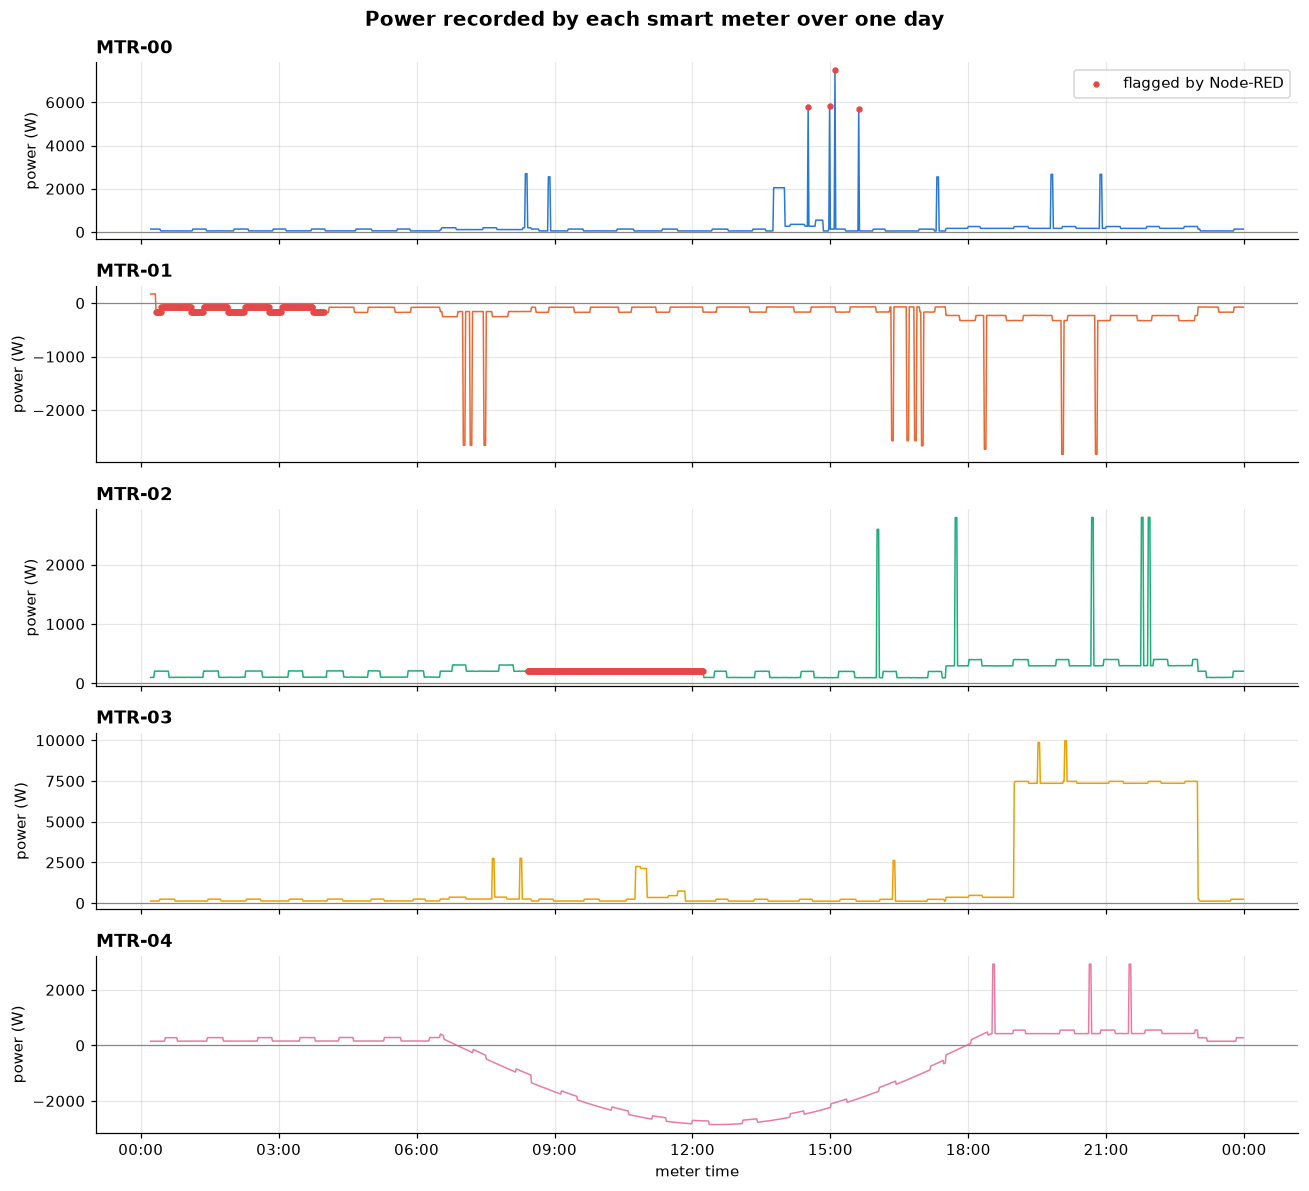 Power recorded by each smart meter over one day
MTR-00
flagged by Node-RED
power (W)
6000
4000
2000
0
MTR-01
power (W)
0
−1000
−2000
MTR-02
power (W)
2000
1000
0
MTR-03
power (W)
10000
7500
5000
2500
0
MTR-04
power (W)
2000
0
−2000
00:00 03:00 06:00 09:00 12:00 15:00 18:00 21:00 00:00
meter time